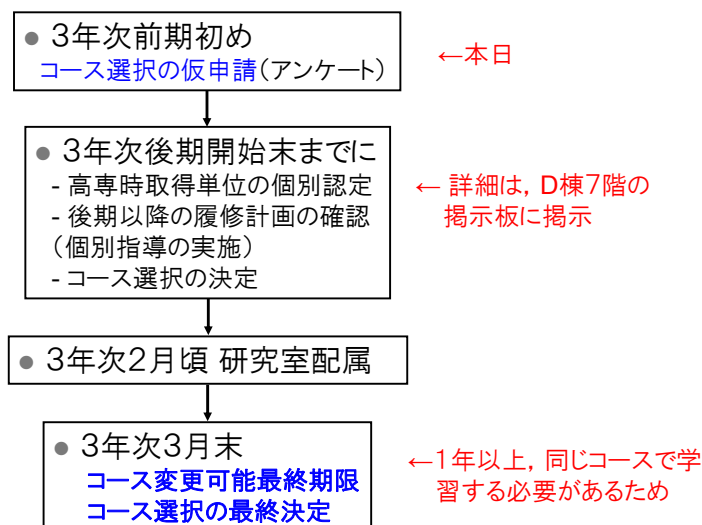 ● 3年次前期初め
コース選択の仮申請(アンケート)
←本日
● 3年次後期開始末までに
- 高専時取得単位の個別認定
- 後期以降の履修計画の確認
(個別指導の実施)
- コース選択の決定
← 詳細は，D棟7階の
掲示板に掲示
● 3年次2月頃 研究室配属
● 3年次3月末
コース変更可能最終期限
コース選択の最終決定
←1年以上，同じコースで学
習する必要があるため